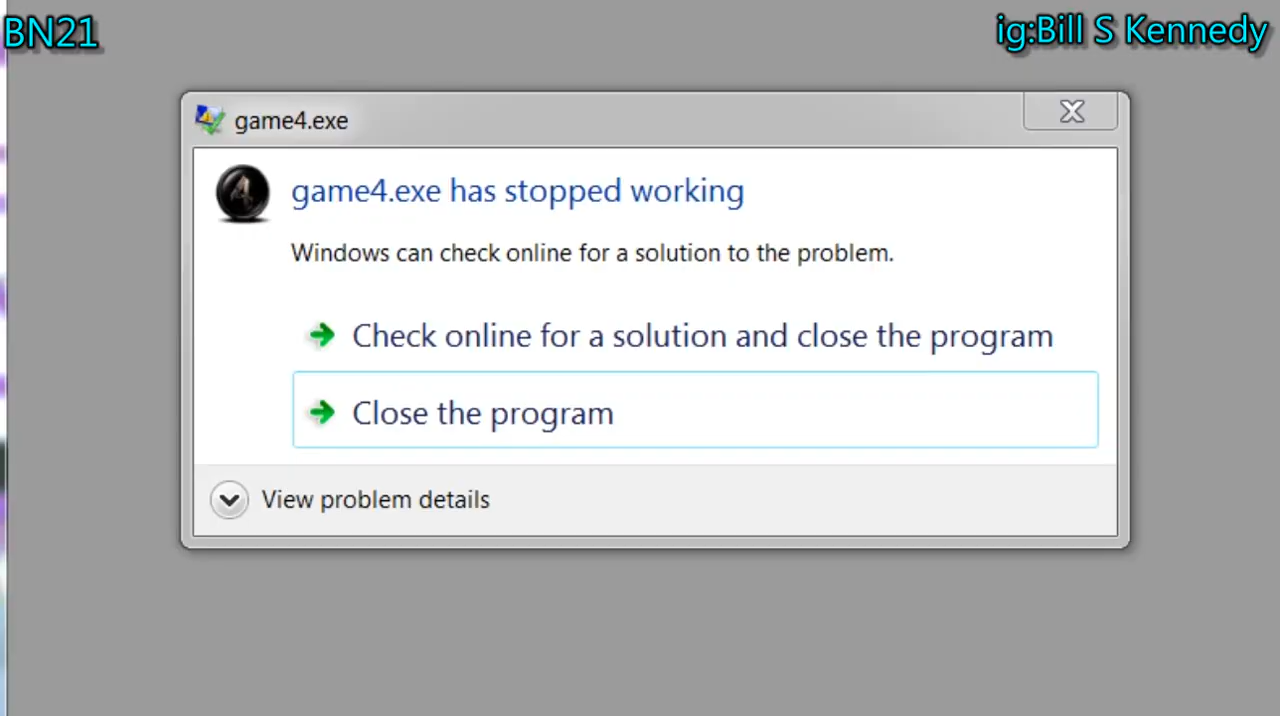 BN21
ig:Bill S Kennedy
game4.exe
game4.exe has stopped working
Windows can check online for a solution to the problem.
Check online for a solution and close the program
Close the program
View problem details